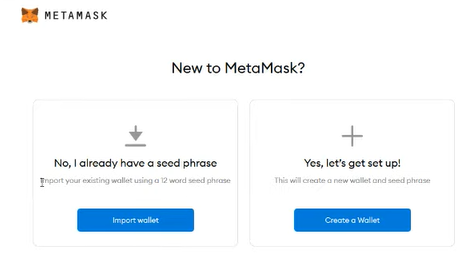 METAMASK
New to MetaMask?
No, I already have a seed phrase
Import your existing wallet using a 12 word seed phrase
Import wallet
Yes, let's get set up!
This will create a new wallet and seed phrase
Create a Wallet